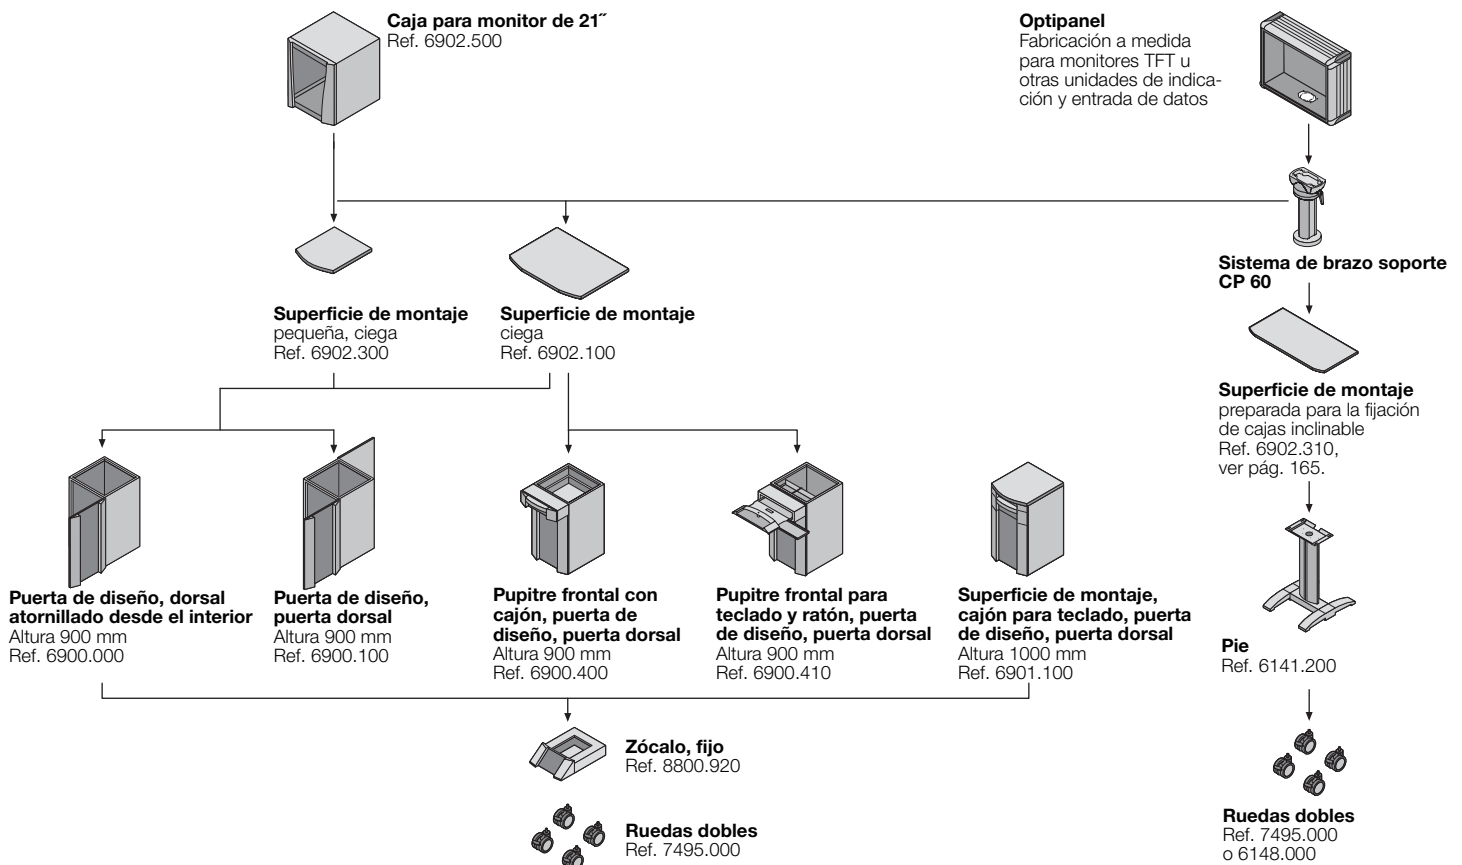 Caja para monitor de 21˝
Ref. 6902.500
Optipanel
Fabricación a medida
para monitores TFT u
otras unidades de indica-
ción y entrada de datos
Sistema de brazo soporte
CP 60
Superficie de montaje
pequeña, ciega
Ref. 6902.300
Superficie de montaje
ciega
Ref. 6902.100
Superficie de montaje
preparada para la fijación
de cajas inclinable
Ref. 6902.310,
ver pág. 165.
Puerta de diseño, dorsal
atornillado desde el interior
Altura 900 mm
Ref. 6900.000
Puerta de diseño,
puerta dorsal
Altura 900 mm
Ref. 6900.100
Pupitre frontal con
cajón, puerta de
diseño, puerta dorsal
Altura 900 mm
Ref. 6900.400
Pupitre frontal para
teclado y ratón, puerta
de diseño, puerta dorsal
Altura 900 mm
Ref. 6900.410
Superficie de montaje,
cajón para teclado, puerta
de diseño, puerta dorsal
Altura 1000 mm
Ref. 6901.100
Pie
Ref. 6141.200
Zócalo, fijo
Ref. 8800.920
Ruedas dobles
Ref. 7495.000
Ruedas dobles
Ref. 7495.000
o 6148.000